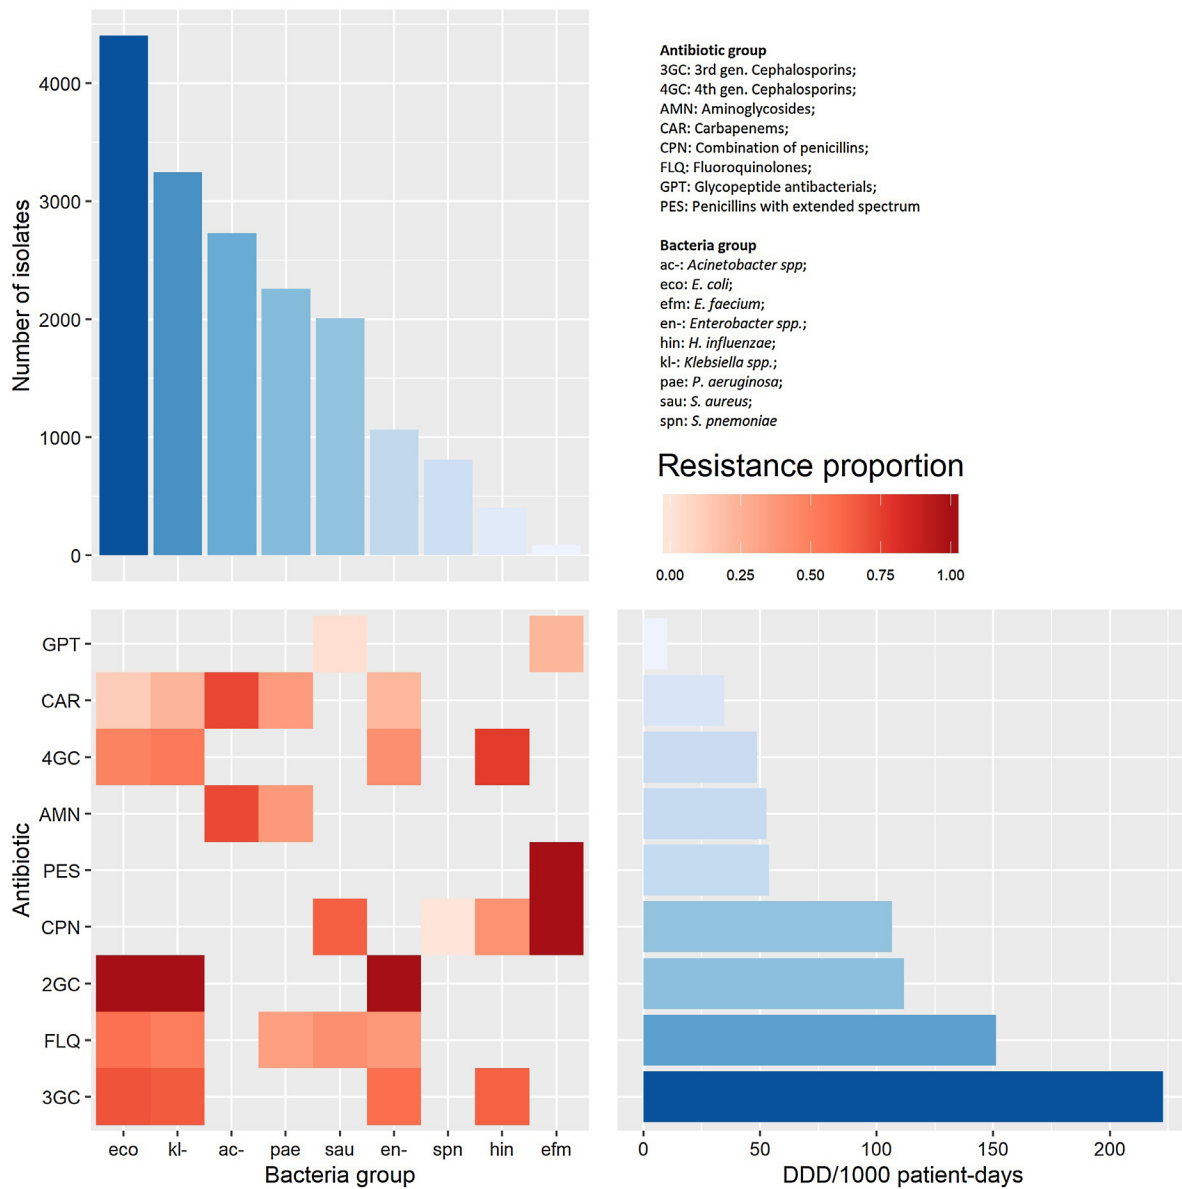 4000
3000
2000
1000
0
Number of isolates
Antibiotic group
3GC: 3rd gen. Cephalosporins;
4GC: 4th gen. Cephalosporins;
AMN: Aminoglycosides;
CAR: Carbapenems;
CPN: Combination of penicillins;
FLQ: Fluoroquinolones;
GPT: Glycopeptide antibacterials;
PES: Penicillins with extended spectrum
Bacteria group
ac-: Acinetobacter spp;
eco: E. coli;
efm: E. faecium;
en-: Enterobacter spp.;
hin: H. influenzae;
kl-: Klebsiella spp.;
pae: P. aeruginosa;
sau: S. aureus;
spn: S. pnemoniae
Resistance proportion
0.00 0.25 0.50 0.75 1.00
GPT
CAR
4GC
AMN
PES
CPN
2GC
FLQ
3GC
Antibiotic
eco kl- ac- pae sau en- spn hin efm
Bacteria group
0 50 100 150 200
DDD/1000 patient-days